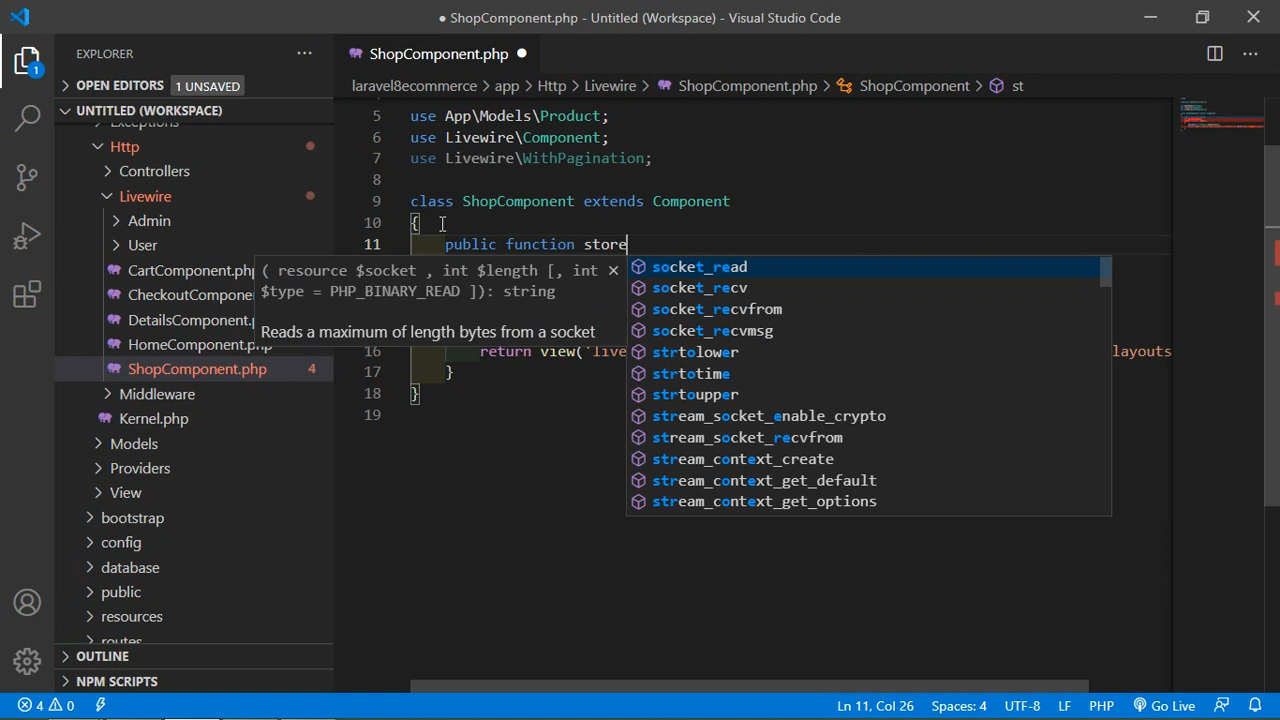 ● ShopComponent.php - Untitled (Workspace) - Visual Studio Code
EXPLORER
ShopComponent.php
1
OPEN EDITORS 1 UNSAVED
laravel8ecommerce > app > Http > Livewire > ShopComponent.php > ShopComponent > st
UNTITLED (WORKSPACE)
Exceptions
Http
Controllers
Livewire
Admin
User
CartComponent.php
CheckoutCompone
DetailsComponent.
HomeComponent.php
ShopComponent.php 4
Middleware
Kernel.php
Models
Providers
View
bootstrap
config
database
public
resources
routes
OUTLINE
NPM SCRIPTS
5 use App\Models\Product;
6 use Livewire\Component;
7 use Livewire\WithPagination;
8
9 class ShopComponent extends Component
10 {
11 public function store
( resource $socket , int $length [, int
$type = PHP_BINARY_READ ]): string
Reads a maximum of length bytes from a socket
socket_read
socket_recv
socket_recvfrom
socket_recvmsg
strtolower
strtotime
strtoupper
stream_socket_enable_crypto
stream_socket_recvfrom
stream_context_create
stream_context_get_default
stream_context_get_options
16 return view('live layouts
17 }
18 }
19
4 0
Ln 11, Col 26 Spaces: 4 UTF-8 LF PHP Go Live